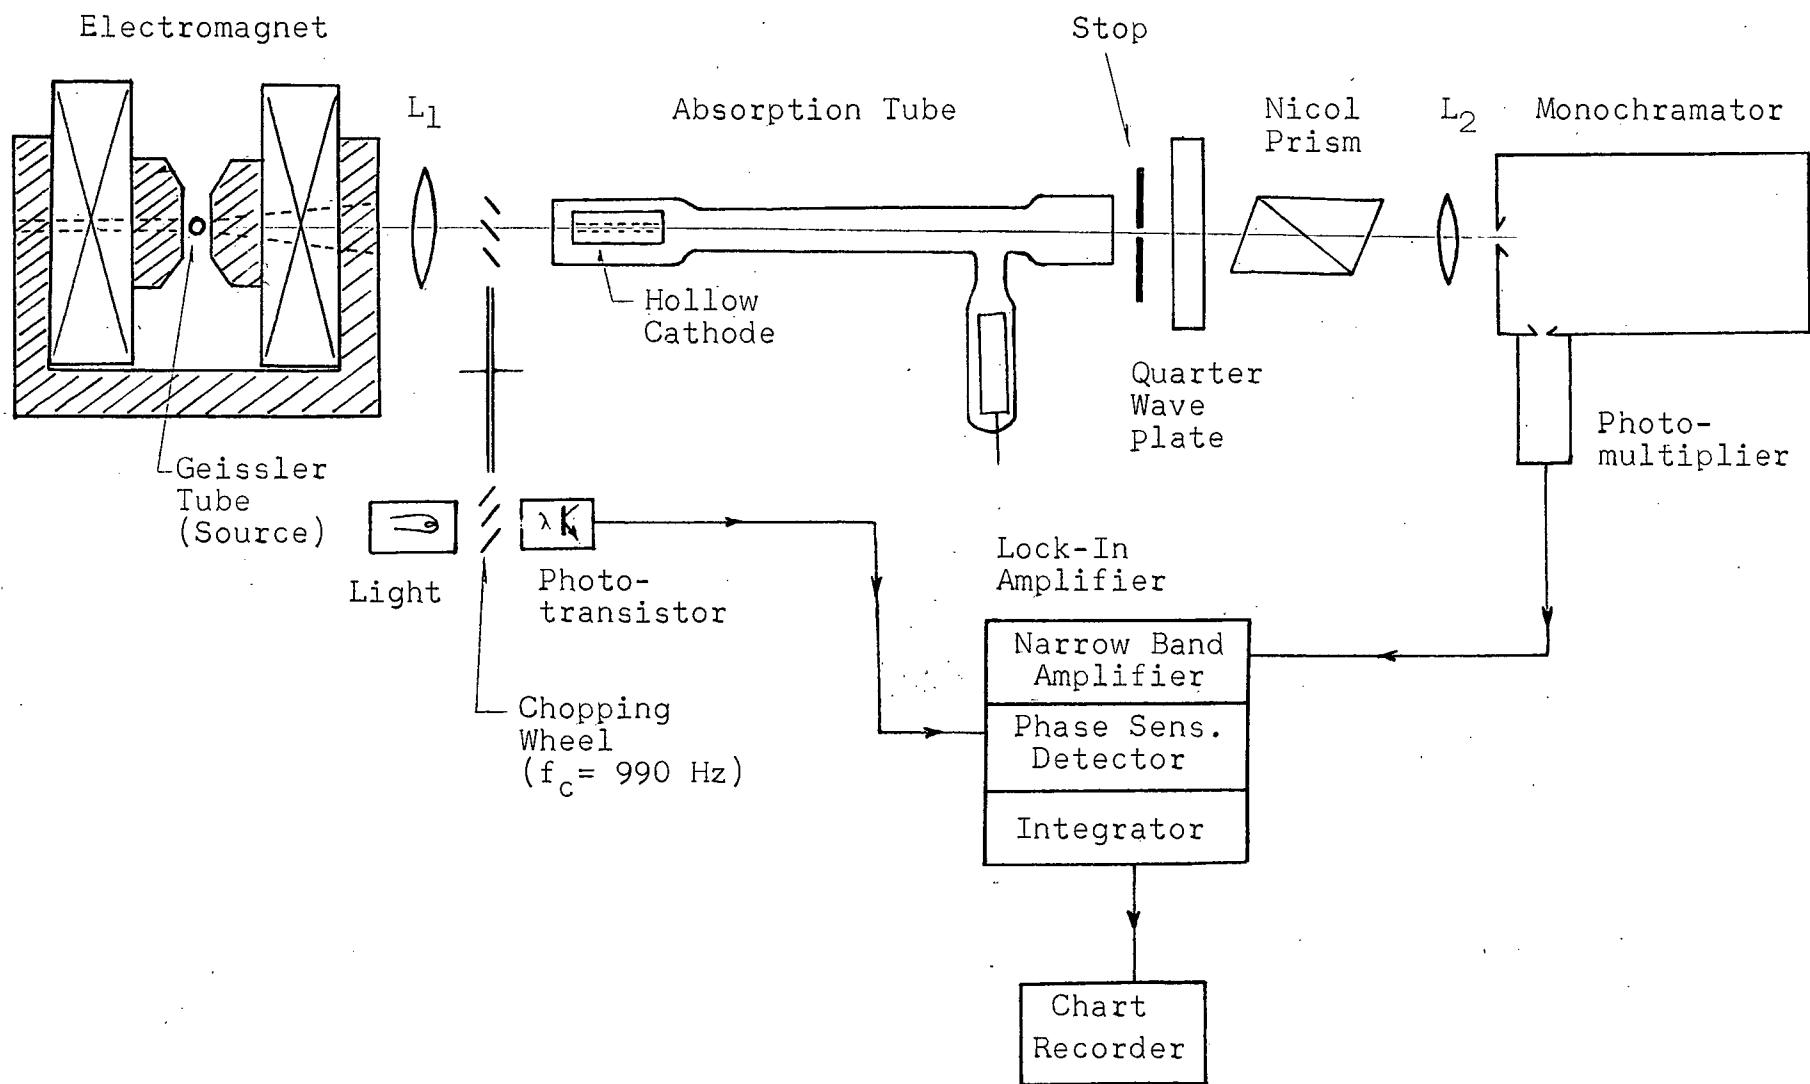 Electromagnet
Stop
L1
Absorption Tube
Nicol
Prism
L2
Monochramator
Hollow
Cathode
Quarter
Wave
Plate
Photo-
multiplier
Geissler
Tube
(Source)
Light
λ
Photo-
transistor
Chopping
Wheel
(fc= 990 Hz)
Lock-In
Amplifier
Narrow Band
Amplifier
Phase Sens.
Detector
Integrator
Chart
Recorder